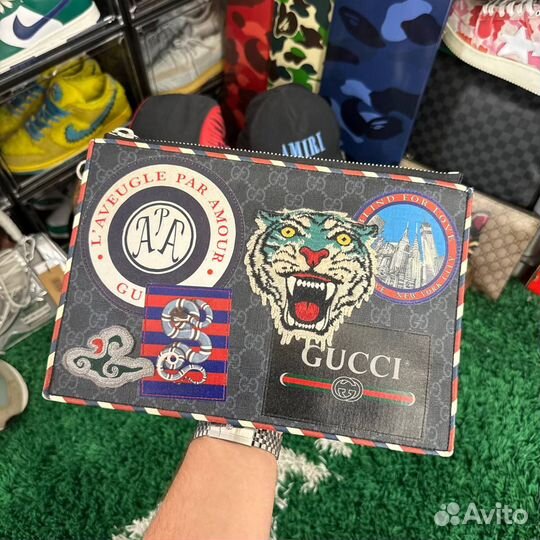 AMIRI
L'AVEUGLE PAR AMOUR
APA
GU
BLIND FOR LOVE
NEW YORK
GUCCI
Avito